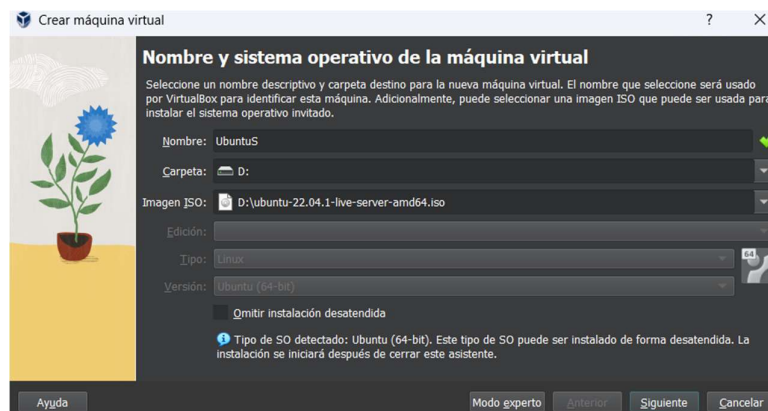 Crear máquina virtual
?
Nombre y sistema operativo de la máquina virtual
Seleccione un nombre descriptivo y carpeta destino para la nueva máquina virtual. El nombre que seleccione será usado
por VirtualBox para identificar esta máquina. Adicionalmente, puede seleccionar una imagen ISO que puede ser usada para
instalar el sistema operativo invitado.
Nombre: UbuntuS
Carpeta: D:
Imagen ISO: D:\ubuntu-22.04.1-live-server-amd64.iso
Edición:
Tipo: Linux
64
Versión: Ubuntu (64-bit)
Omitir instalación desatendida
Tipo de SO detectado: Ubuntu (64-bit). Este tipo de SO puede ser instalado de forma desatendida. La
instalación se iniciará después de cerrar este asistente.
Ayuda Modo experto Anterior Siguiente Cancelar